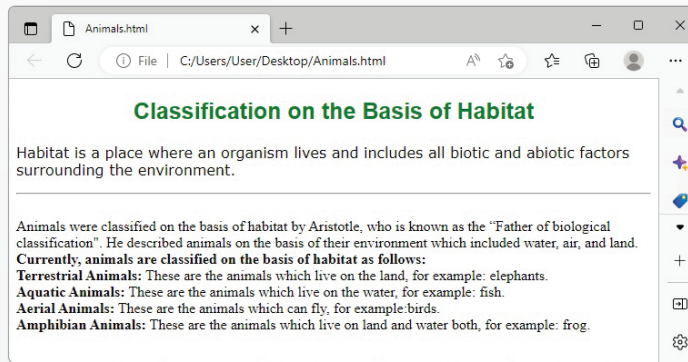 Animals.html
File | C:/Users/User/Desktop/Animals.html
Classification on the Basis of Habitat
Habitat is a place where an organism lives and includes all biotic and abiotic factors
surrounding the environment.
Animals were classified on the basis of habitat by Aristotle, who is known as the “Father of biological
classification”. He described animals on the basis of their environment which included water, air, and land.
Currently, animals are classified on the basis of habitat as follows:
Terrestrial Animals: These are the animals which live on the land, for example: elephants.
Aquatic Animals: These are the animals which live on the water, for example: fish.
Aerial Animals: These are the animals which can fly, for example:birds.
Amphibian Animals: These are the animals which live on land and water both, for example: frog.